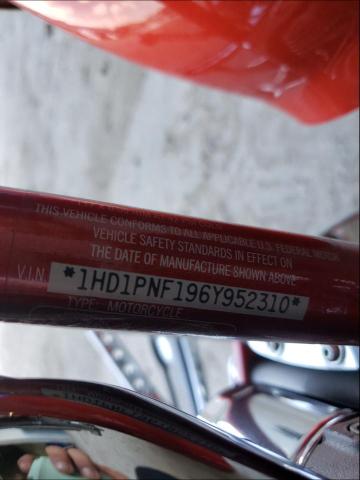 THIS VEHICLE CONFORMS TO ALL APPLICABLE U.S. FEDERAL MOTOR
VEHICLE SAFETY STANDARDS IN EFFECT ON
THE DATE OF MANUFACTURE SHOWN ABOVE
V.I.N. *1HD1PNF196Y952310*
TYPE: MOTORCYCLE